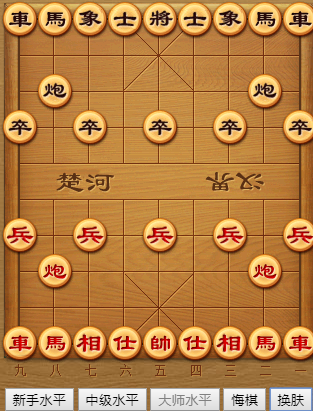 車馬象士將士象馬車
炮炮
卒卒卒卒卒
楚河 汉界
兵兵兵兵兵
炮炮
車馬相仕帥仕相馬車
九八七六五四三二一
新手水平 中级水平 大师水平 悔棋 换肤